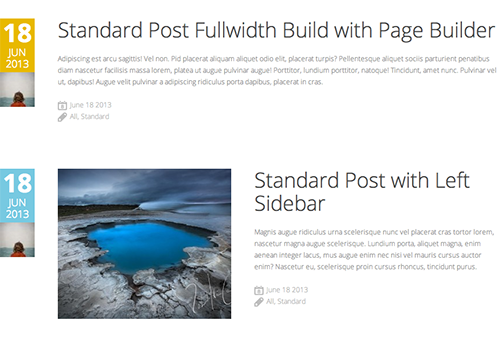 18
JUN
2013
Standard Post Fullwidth Build with Page Builder
Adipiscing est arcu sagittis! Vel non. Pid placerat aliquam aliquet odio elit, placerat turpis? Pellentesque aliquet sociis parturient penatibus
diam nascetur facilisis massa lorem, platea ut augue pulvinar augue! Porttitor, lundium porttitor, natoque! Tincidunt, amet nunc. Pulvinar vel
ut, dapibus! Augue velit pulvinar a adipiscing ridiculus porta dapibus, placerat in cras.
June 18 2013
All, Standard
18
JUN
2013
Standard Post with Left
Sidebar
Magnis augue ridiculus urna scelerisque nunc vel placerat cras tortor lorem,
nascetur magna augue scelerisque. Lundium porta, aliquet magna, enim
aenean integer lacus, mus augue enim nec nisi vel mauris cursus auctor
enim? Nascetur eu, scelerisque proin cursus rhoncus, tincidunt purus.
June 18 2013
All, Standard